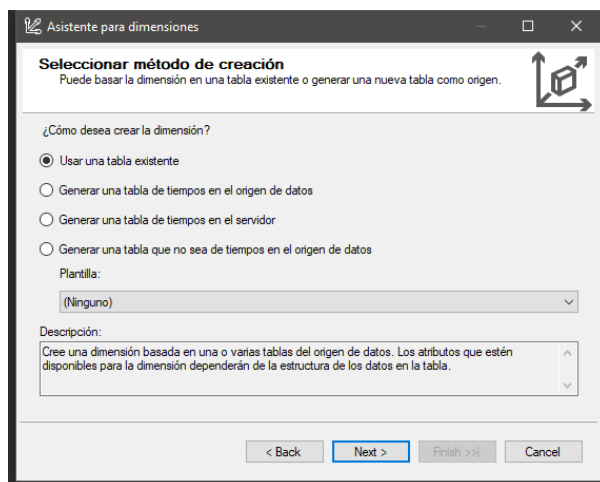 Asistente para dimensiones
Seleccionar método de creación
Puede basar la dimensión en una tabla existente o generar una nueva tabla como origen.
¿Cómo desea crear la dimensión?
Usar una tabla existente
Generar una tabla de tiempos en el origen de datos
Generar una tabla de tiempos en el servidor
Generar una tabla que no sea de tiempos en el origen de datos
Plantilla:
(Ninguno)
Descripción:
Cree una dimensión basada en una o varias tablas del origen de datos. Los atributos que estén
disponibles para la dimensión dependerán de la estructura de los datos en la tabla.
< Back Next > Finish >>| Cancel